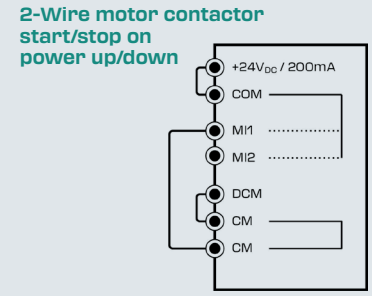 2-Wire motor contactor
start/stop on
power up/down
+24VDC / 200mA
COM
MI1
MI2
DCM
CM
CM